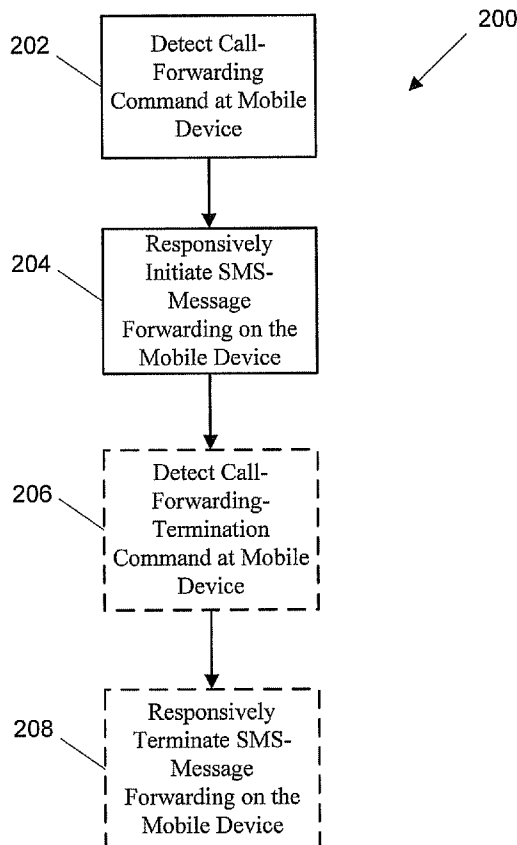 200
202
Detect Call-
Forwarding
Command at Mobile
Device
204
Responsively
Initiate SMS-
Message
Forwarding on the
Mobile Device
206
Detect Call-
Forwarding-
Termination
Command at Mobile
Device
208
Responsively
Terminate SMS-
Message
Forwarding on the
Mobile Device